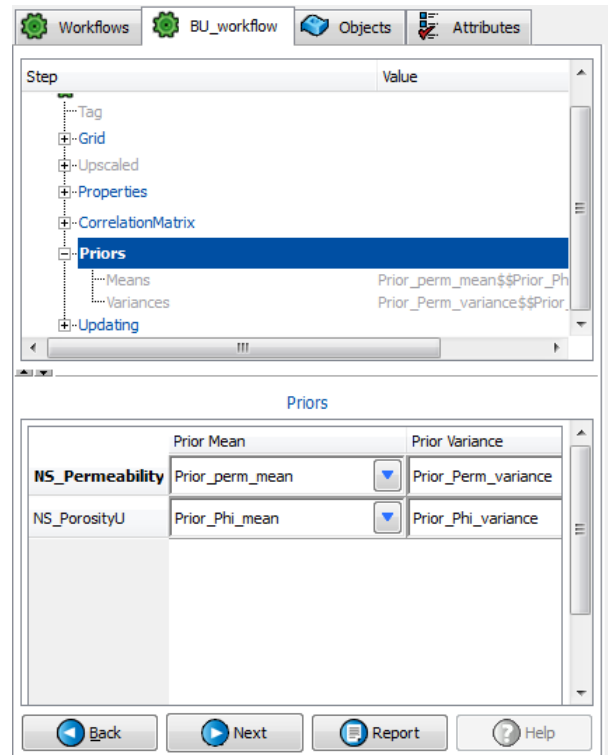 Workflows BU_workflow Objects Attributes
Step Value
Tag
Grid
Upscaled
Properties
CorrelationMatrix
Priors
Means Prior_perm_mean$$Prior_Ph
Variances Prior_Perm_variance$$Prior_
Updating
Priors
Prior Mean Prior Variance
NS_Permeability Prior_perm_mean Prior_Perm_variance
NS_PorosityU Prior_Phi_mean Prior_Phi_variance
Back Next Report Help